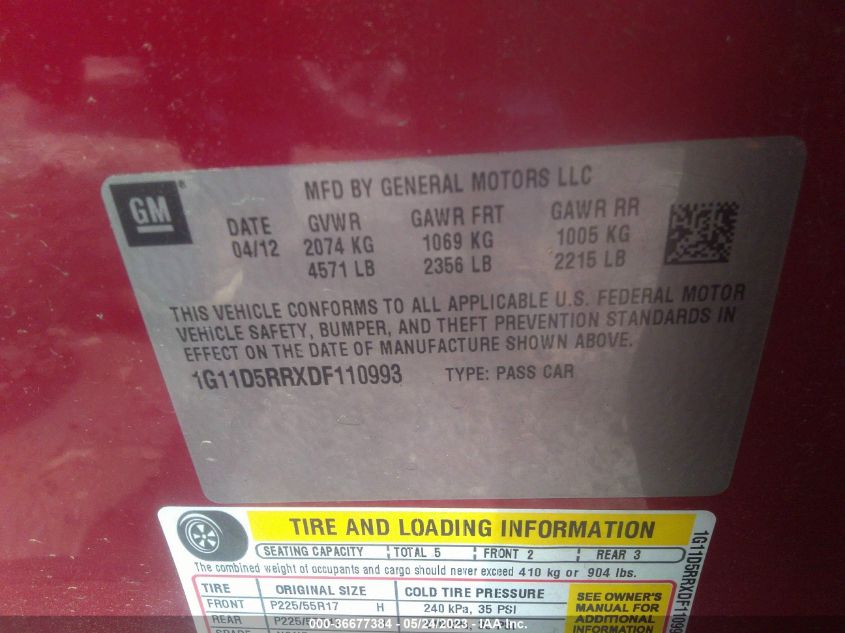 GM
MFD BY GENERAL MOTORS LLC
DATE GVWR GAWR FRT GAWR RR
04/12 2074 KG 1069 KG 1005 KG
4571 LB 2356 LB 2215 LB
THIS VEHICLE CONFORMS TO ALL APPLICABLE U.S. FEDERAL MOTOR
VEHICLE SAFETY, BUMPER, AND THEFT PREVENTION STANDARDS IN
EFFECT ON THE DATE OF MANUFACTURE SHOWN ABOVE.
1G11D5RRXDF110993 TYPE: PASS CAR
TIRE AND LOADING INFORMATION
SEATING CAPACITY TOTAL 5 FRONT 2 REAR 3
The combined weight of occupants and cargo should never exceed 410 kg or 904 lbs.
TIRE ORIGINAL SIZE COLD TIRE PRESSURE
FRONT P225/55R17 H 240 kPa, 35 PSI
REAR
SEE OWNER'S
MANUAL FOR
ADDITIONAL
INFORMATION
1G11D5RRXDF11099
000-36677384 - 05/24/2023 - IAA Inc.